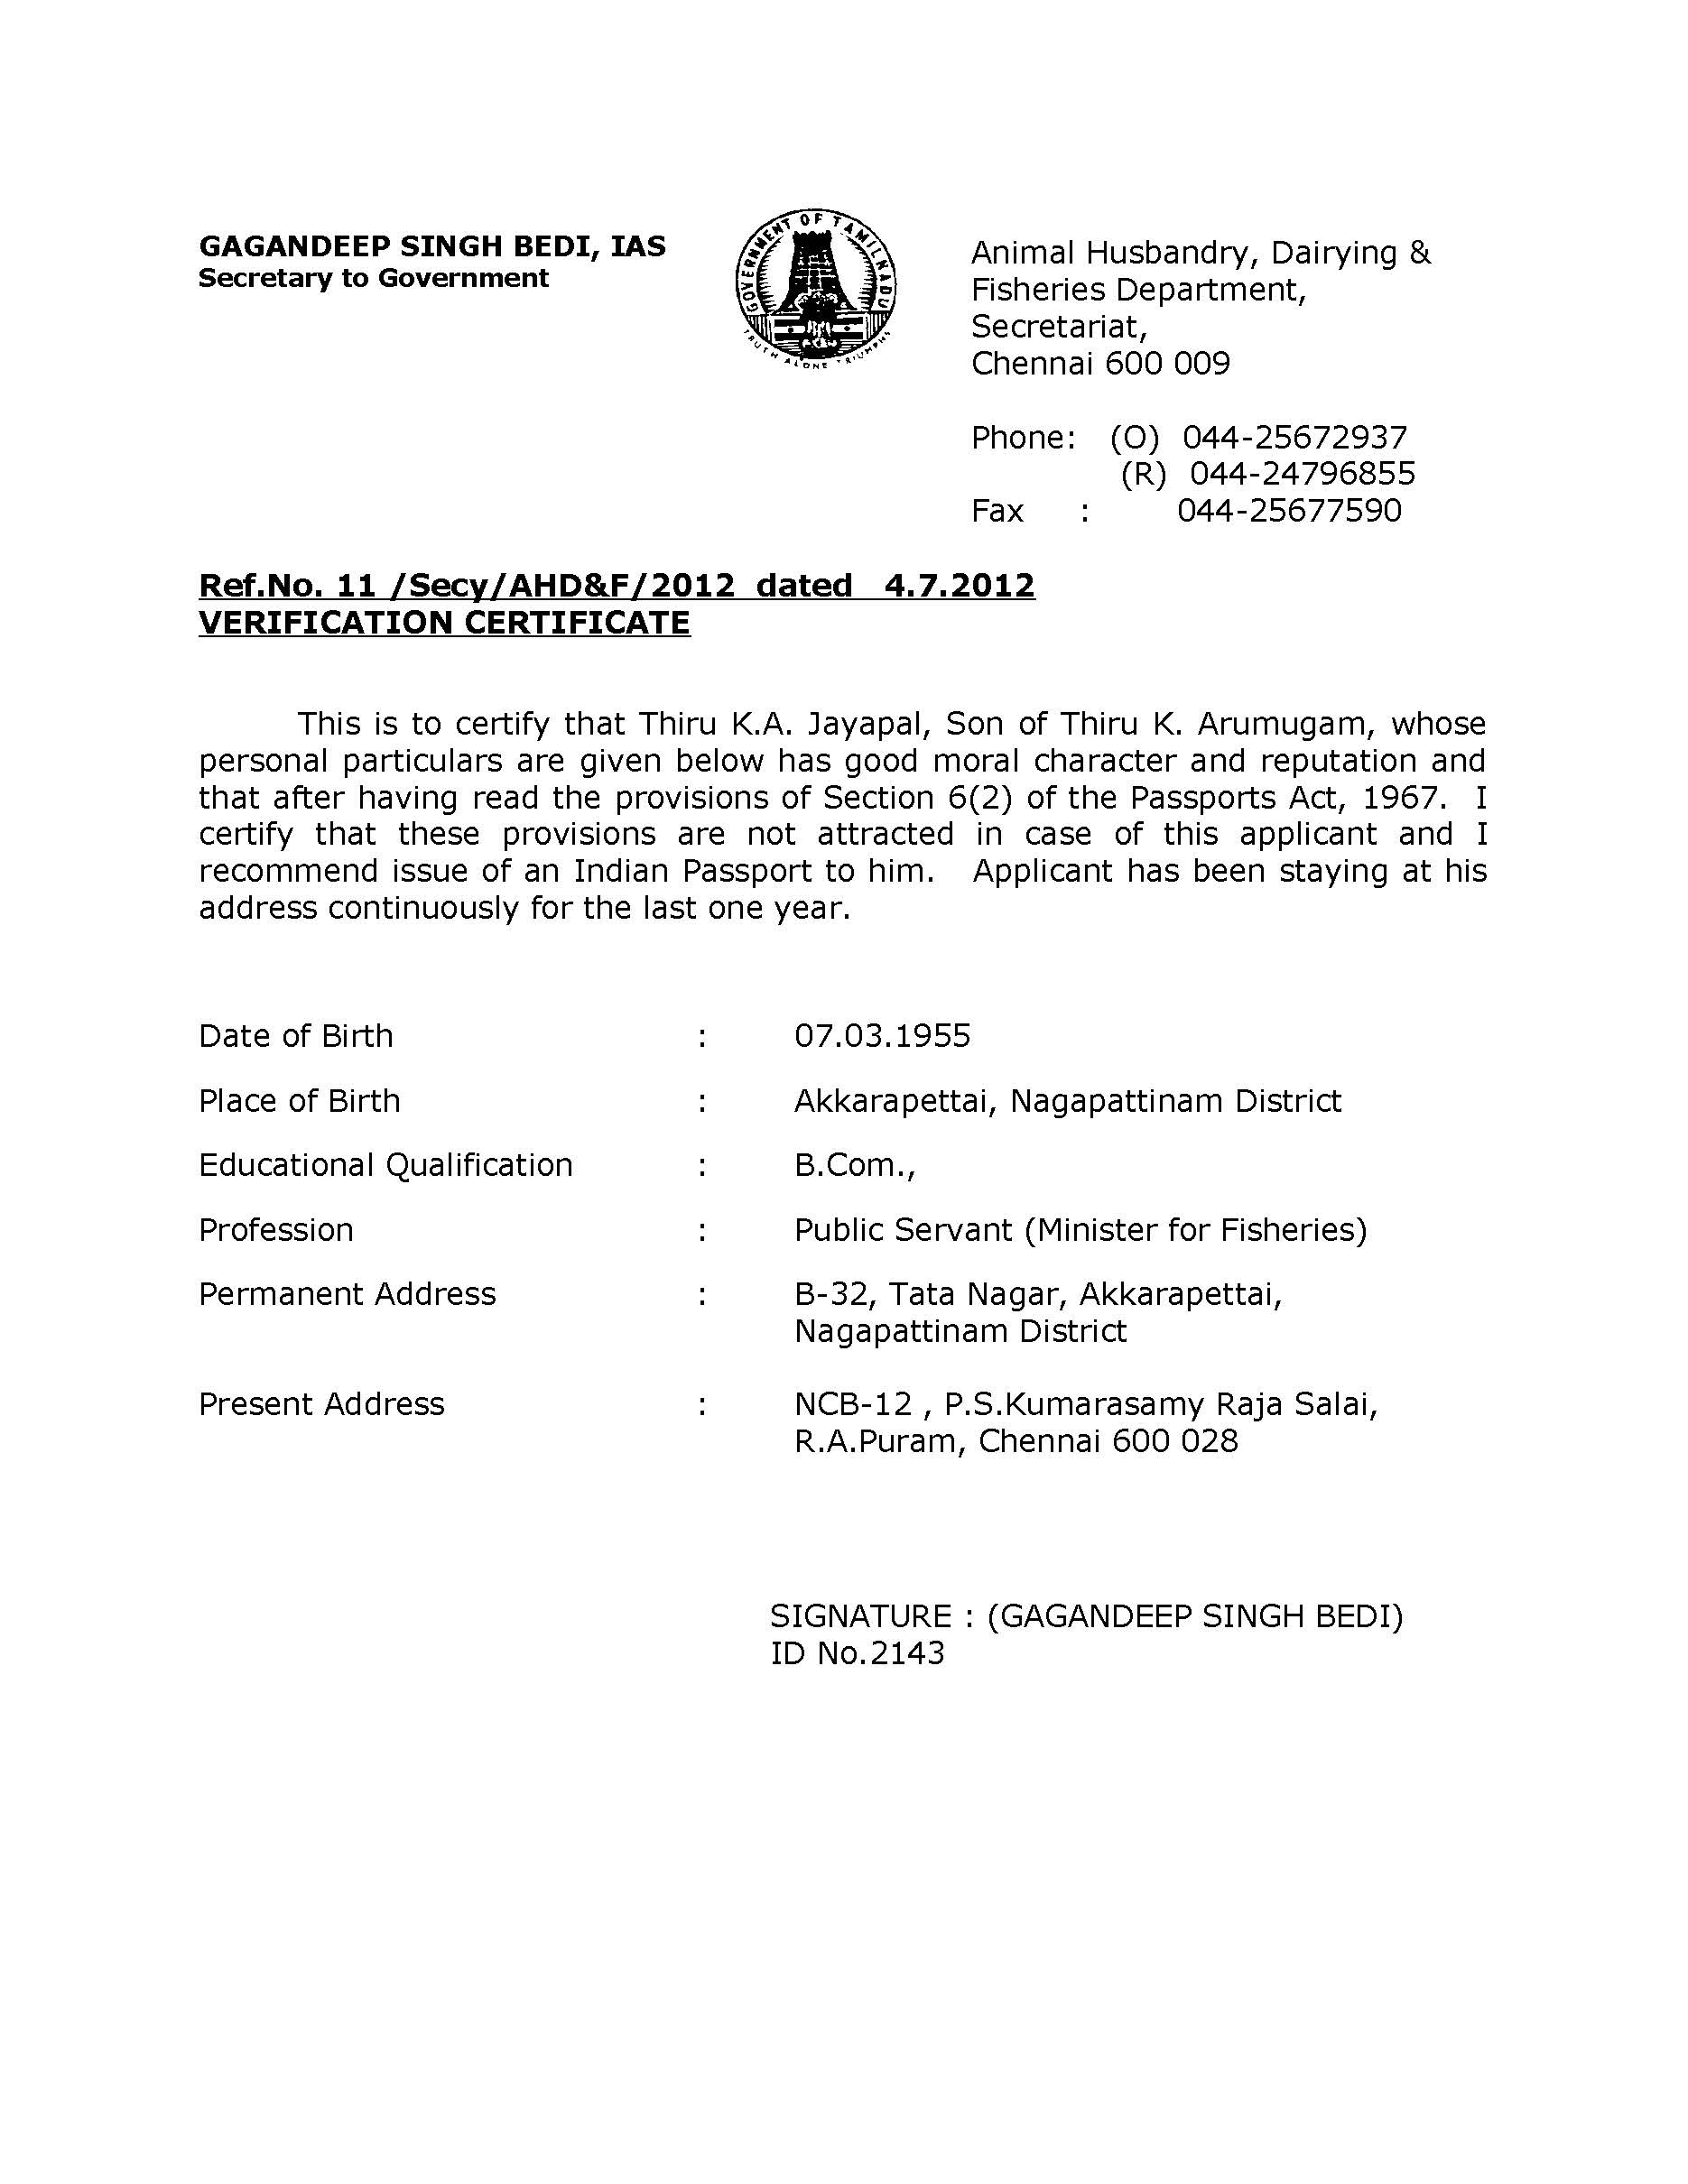 GAGANDEEP SINGH BEDI, IAS
Secretary to Government
GOVERNMENT OF TAMILNADU
TRUTH ALONE TRIUMPHS
Animal Husbandry, Dairying &
Fisheries Department,
Secretariat,
Chennai 600 009
Phone: (O) 044-25672937
(R) 044-24796855
Fax : 044-25677590
Ref.No. 11 /Secy/AHD&F/2012 dated 4.7.2012
VERIFICATION CERTIFICATE
This is to certify that Thiru K.A. Jayapal, Son of Thiru K. Arumugam, whose
personal particulars are given below has good moral character and reputation and
that after having read the provisions of Section 6(2) of the Passports Act, 1967. I
certify that these provisions are not attracted in case of this applicant and I
recommend issue of an Indian Passport to him. Applicant has been staying at his
address continuously for the last one year.
Date of Birth : 07.03.1955
Place of Birth : Akkarapettai, Nagapattinam District
Educational Qualification : B.Com.,
Profession : Public Servant (Minister for Fisheries)
Permanent Address : B-32, Tata Nagar, Akkarapettai,
Nagapattinam District
Present Address : NCB-12 , P.S.Kumarasamy Raja Salai,
R.A.Puram, Chennai 600 028
SIGNATURE : (GAGANDEEP SINGH BEDI)
ID No.2143